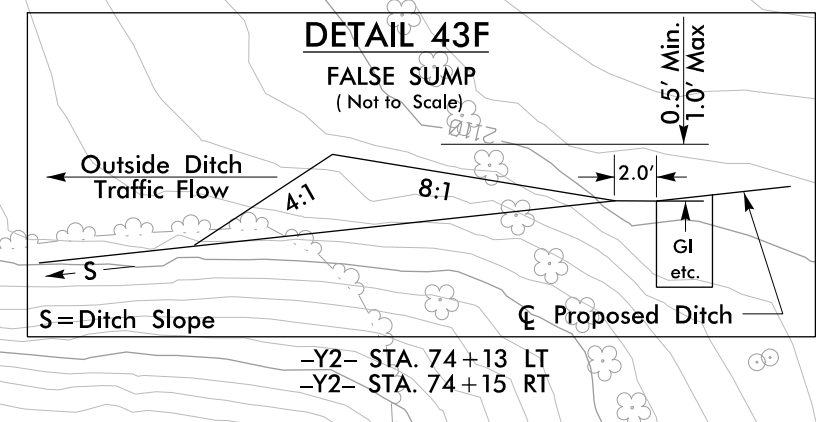 DETAIL 43F
FALSE SUMP
( Not to Scale)
0.5' Min.
1.0' Max
2110
Outside Ditch
Traffic Flow
4:1
8:1
2.0'
GI
etc.
S
S=Ditch Slope
℄ Proposed Ditch
-Y2- STA. 74+13 LT
-Y2- STA. 74+15 RT